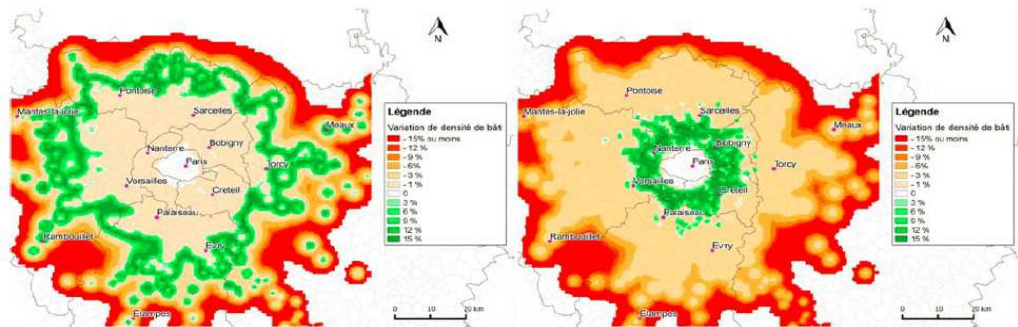 N
Pontoise
Mantes-la-jolie
Sarcelles
Meaux
Nanterre
Bobigny
Paris
Torcy
Versailles
Créteil
Palaiseau
Rambouillet
Evry
Etampes
Légende
Variation de densité de bâti
- 15% ou moins
- 12 %
- 9 %
- 6%
- 3 %
- 1 %
0
3 %
6 %
9 %
12 %
15 %
0 10 20 km
N
Pontoise
Mantes-la-jolie
Sarcelles
Meaux
Nanterre
Bobigny
Paris
Torcy
Versailles
Créteil
Palaiseau
Rambouillet
Evry
Etampes
Légende
Variation de densité de bâti
- 15% ou moins
- 12 %
- 9 %
- 6%
- 3 %
- 1 %
0
3 %
6 %
9 %
12 %
15 %
0 10 20 km